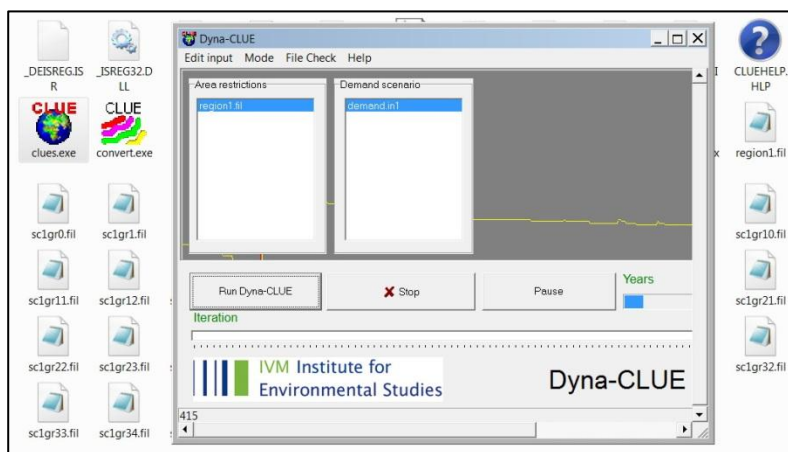 _DEISREG.IS
R
_ISREG32.D
LL
Dyna-CLUE
Edit input Mode File Check Help
Area restrictions
region1.fil
Demand scenario
demand.in1
CLUEHELP.
HLP
CLUE
clues.exe
CLUE
convert.exe
region1.fil
sc1gr0.fil
sc1gr1.fil
sc1gr10.fil
Run Dyna-CLUE
Stop
Pause
Years
sc1gr11.fil
sc1gr12.fil
sc1gr21.fil
Iteration
IVM Institute for
Environmental Studies
Dyna-CLUE
sc1gr22.fil
sc1gr23.fil
sc1gr32.fil
415
sc1gr33.fil
sc1gr34.fil